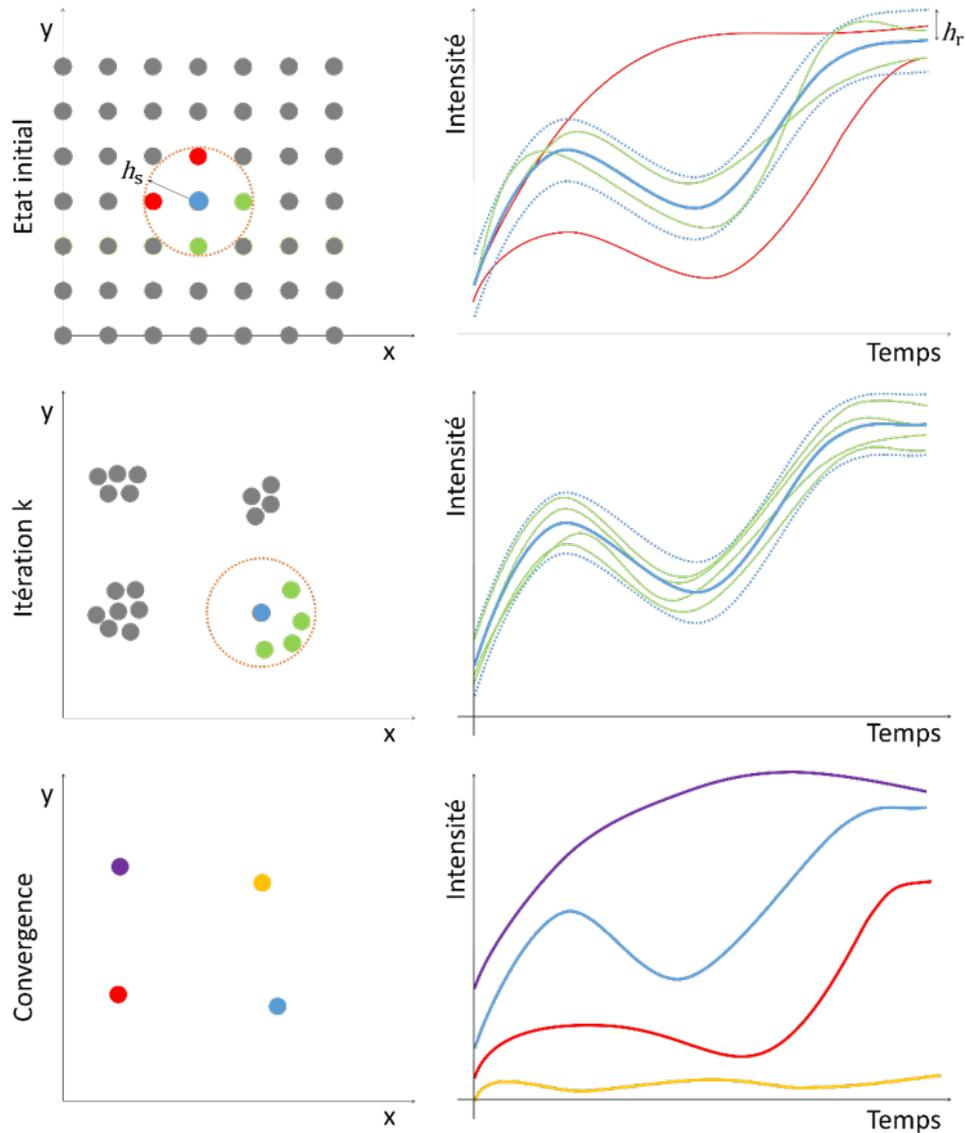 y
Etat initial
hs
x
Intensité
hr
Temps
y
Itération k
x
Intensité
Temps
y
Convergence
x
Intensité
Temps